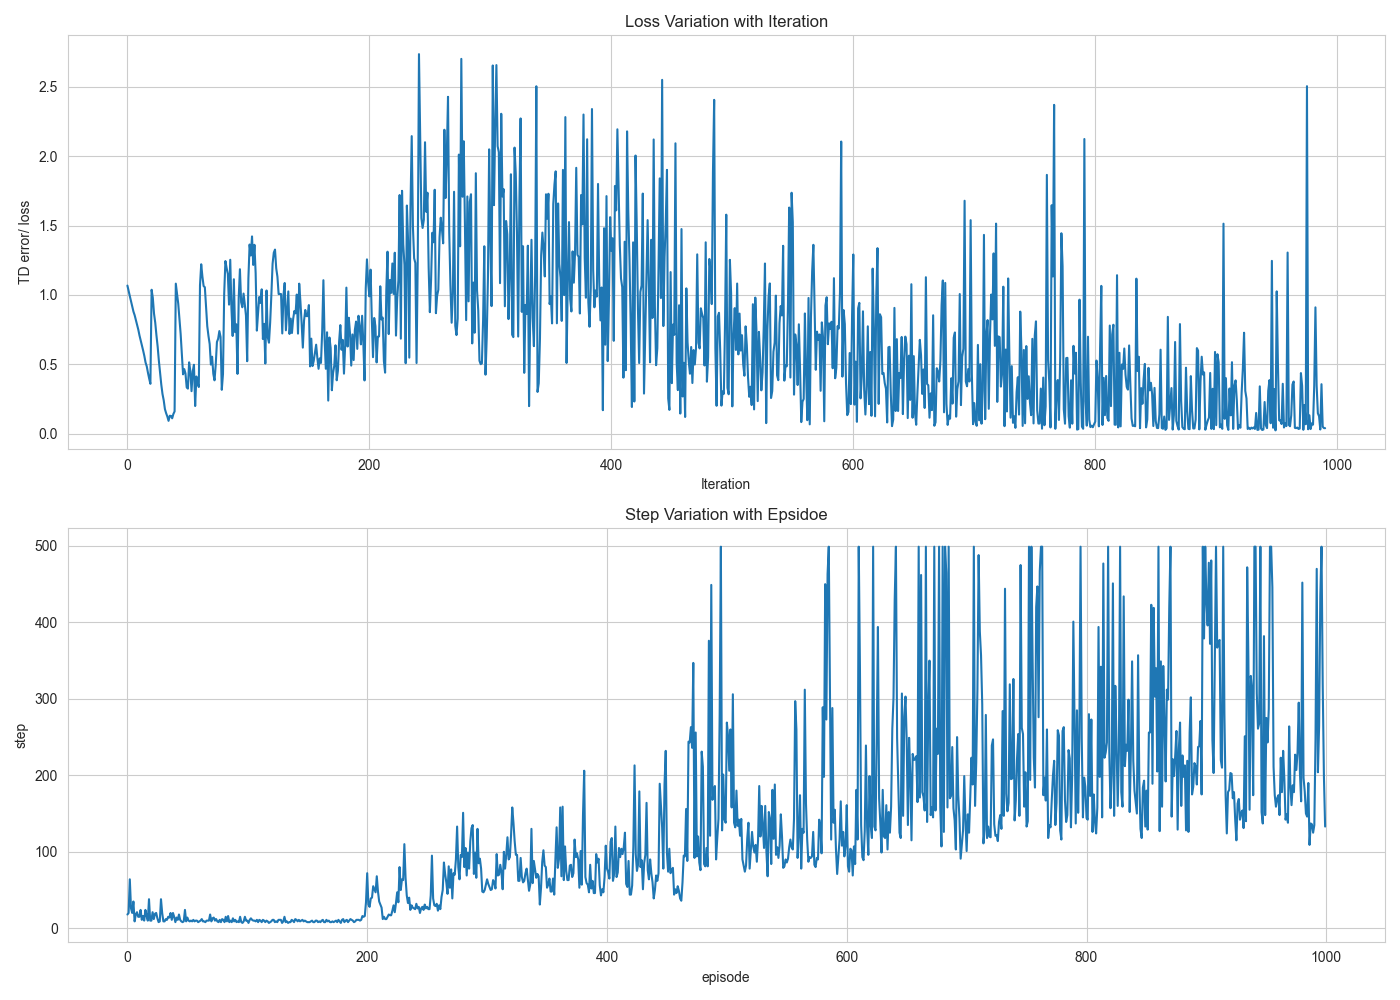 Loss Variation with Iteration
TD error/ loss
2.5
2.0
1.5
1.0
0.5
0.0
0 200 400 600 800 1000
Iteration
Step Variation with Epsidoe
step
500
400
300
200
100
0
0 200 400 600 800 1000
episode